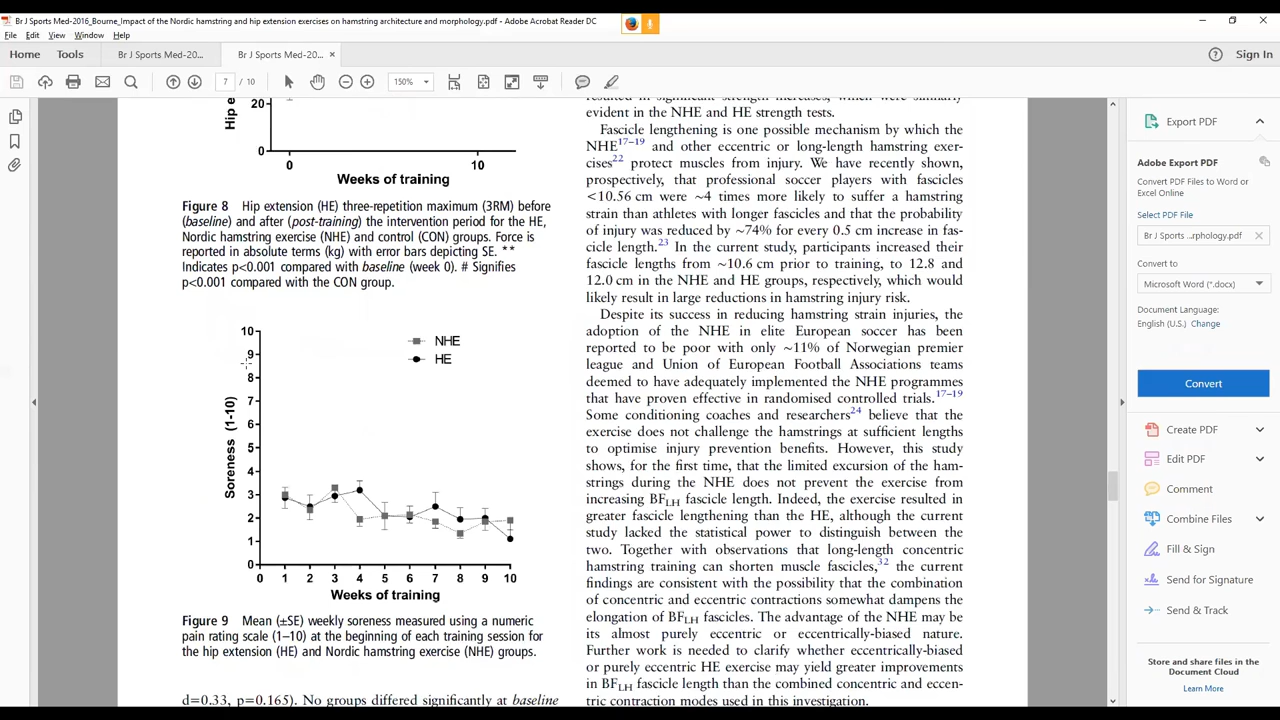 Br J Sports Med-2016_Bourne_Impact of the Nordic hamstring and hip extension exercises on hamstring architecture and morphology.pdf - Adobe Acrobat Reader DC
File Edit View Window Help
Home Tools Br J Sports Med-20... Br J Sports Med-20... × Sign In
7 / 10 150%
20
Hip e
0
0 10
Weeks of training
Figure 8 Hip extension (HE) three-repetition maximum (3RM) before
(baseline) and after (post-training) the intervention period for the HE,
Nordic hamstring exercise (NHE) and control (CON) groups. Force is
reported in absolute terms (kg) with error bars depicting SE. **
Indicates p<0.001 compared with baseline (week 0). # Signifies
p<0.001 compared with the CON group.
NHE
HE
10
9
8
7
6
5
4
3
2
1
0
Soreness (1-10)
0 1 2 3 4 5 6 7 8 9 10
Weeks of training
Figure 9 Mean (±SE) weekly soreness measured using a numeric
pain rating scale (1–10) at the beginning of each training session for
the hip extension (HE) and Nordic hamstring exercise (NHE) groups.
d=0.33, p=0.165). No groups differed significantly at baseline
resulted in significant strength increases, which were similarly
evident in the NHE and HE strength tests.
Fascicle lengthening is one possible mechanism by which the
NHE17–19 and other eccentric or long-length hamstring exer-
cises22 protect muscles from injury. We have recently shown,
prospectively, that professional soccer players with fascicles
<10.56 cm were ~4 times more likely to suffer a hamstring
strain than athletes with longer fascicles and that the probability
of injury was reduced by ~74% for every 0.5 cm increase in fas-
cicle length.23 In the current study, participants increased their
fascicle lengths from ~10.6 cm prior to training, to 12.8 and
12.0 cm in the NHE and HE groups, respectively, which would
likely result in large reductions in hamstring injury risk.
Despite its success in reducing hamstring strain injuries, the
adoption of the NHE in elite European soccer has been
reported to be poor with only ~11% of Norwegian premier
league and Union of European Football Associations teams
deemed to have adequately implemented the NHE programmes
that have proven effective in randomised controlled trials.17–19
Some conditioning coaches and researchers24 believe that the
exercise does not challenge the hamstrings at sufficient lengths
to optimise injury prevention benefits. However, this study
shows, for the first time, that the limited excursion of the ham-
strings during the NHE does not prevent the exercise from
increasing BFLH fascicle length. Indeed, the exercise resulted in
greater fascicle lengthening than the HE, although the current
study lacked the statistical power to distinguish between the
two. Together with observations that long-length concentric
hamstring training can shorten muscle fascicles,32 the current
findings are consistent with the possibility that the combination
of concentric and eccentric contractions somewhat dampens the
elongation of BFLH fascicles. The advantage of the NHE may be
its almost purely eccentric or eccentrically-biased nature.
Further work is needed to clarify whether eccentrically-biased
or purely eccentric HE exercise may yield greater improvements
in BFLH fascicle length than the combined concentric and eccen-
tric contraction modes used in this investigation.
Export PDF
Adobe Export PDF
Convert PDF Files to Word or
Excel Online
Select PDF File
Br J Sports ...rphology.pdf ×
Convert to
Microsoft Word (*.docx)
Document Language:
English (U.S.) Change
Convert
Create PDF
Edit PDF
Comment
Combine Files
Fill & Sign
Send for Signature
Send & Track
Store and share files in the
Document Cloud
Learn More